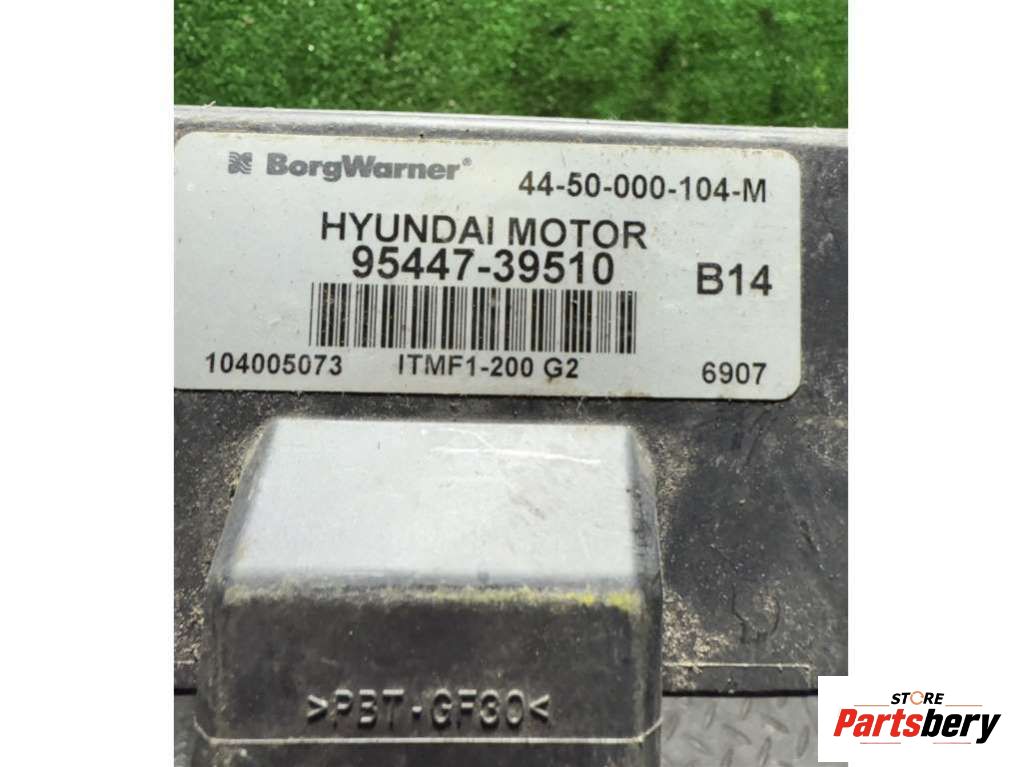 BorgWarner®
44-50-000-104-M
HYUNDAI MOTOR
95447-39510
B14
104005073 ITMF1-200 G2 6907
>PBT-GF30<
STORE
Partsbery